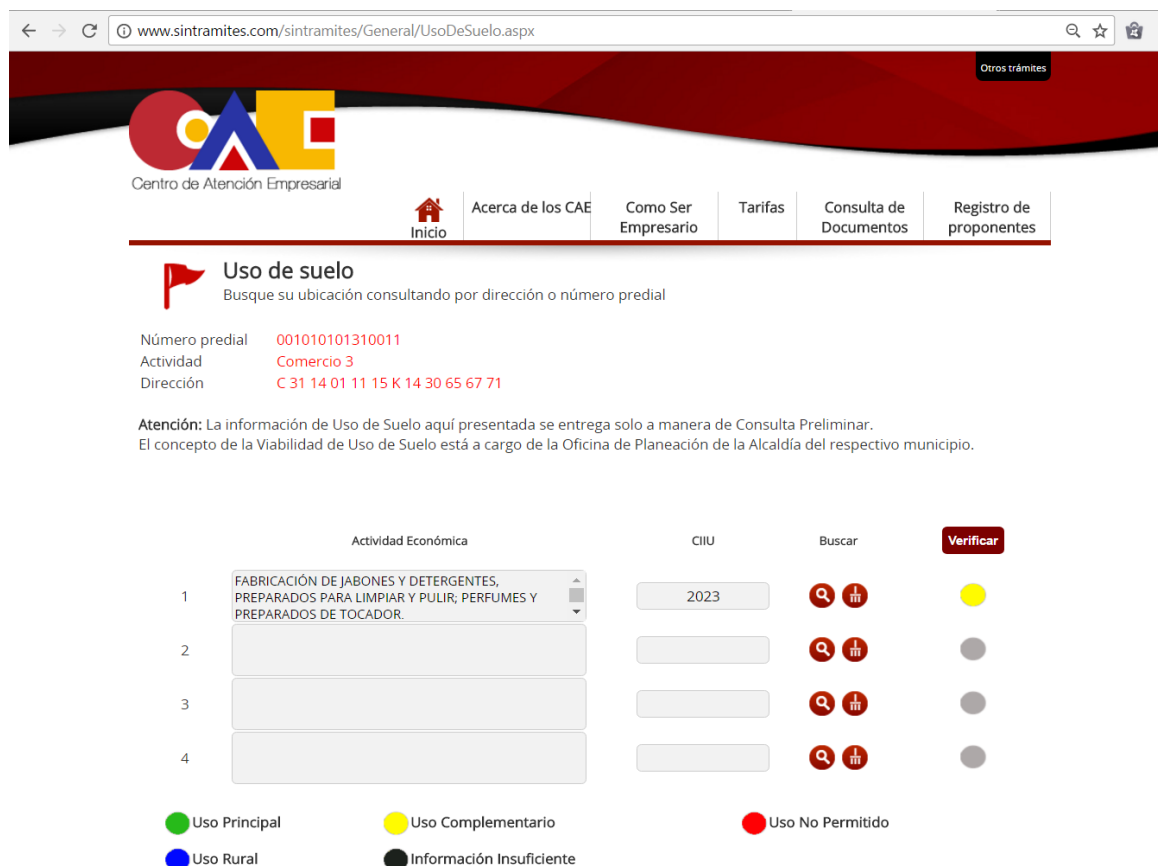 www.sintramites.com/sintramites/General/UsoDeSuelo.aspx
Otros trámites
CAE
Centro de Atención Empresarial
Inicio
Acerca de los CAE
Como Ser
Empresario
Tarifas
Consulta de
Documentos
Registro de
proponentes
Uso de suelo
Busque su ubicación consultando por dirección o número predial
Número predial 001010101310011
Actividad Comercio 3
Dirección C 31 14 01 11 15 K 14 30 65 67 71
Atención: La información de Uso de Suelo aquí presentada se entrega solo a manera de Consulta Preliminar.
El concepto de la Viabilidad de Uso de Suelo está a cargo de la Oficina de Planeación de la Alcaldía del respectivo municipio.
Actividad Económica CIIU Buscar Verificar
1 FABRICACIÓN DE JABONES Y DETERGENTES,
PREPARADOS PARA LIMPIAR Y PULIR; PERFUMES Y
PREPARADOS DE TOCADOR.
2023
2
3
4
Uso Principal Uso Complementario Uso No Permitido
Uso Rural Información Insuficiente